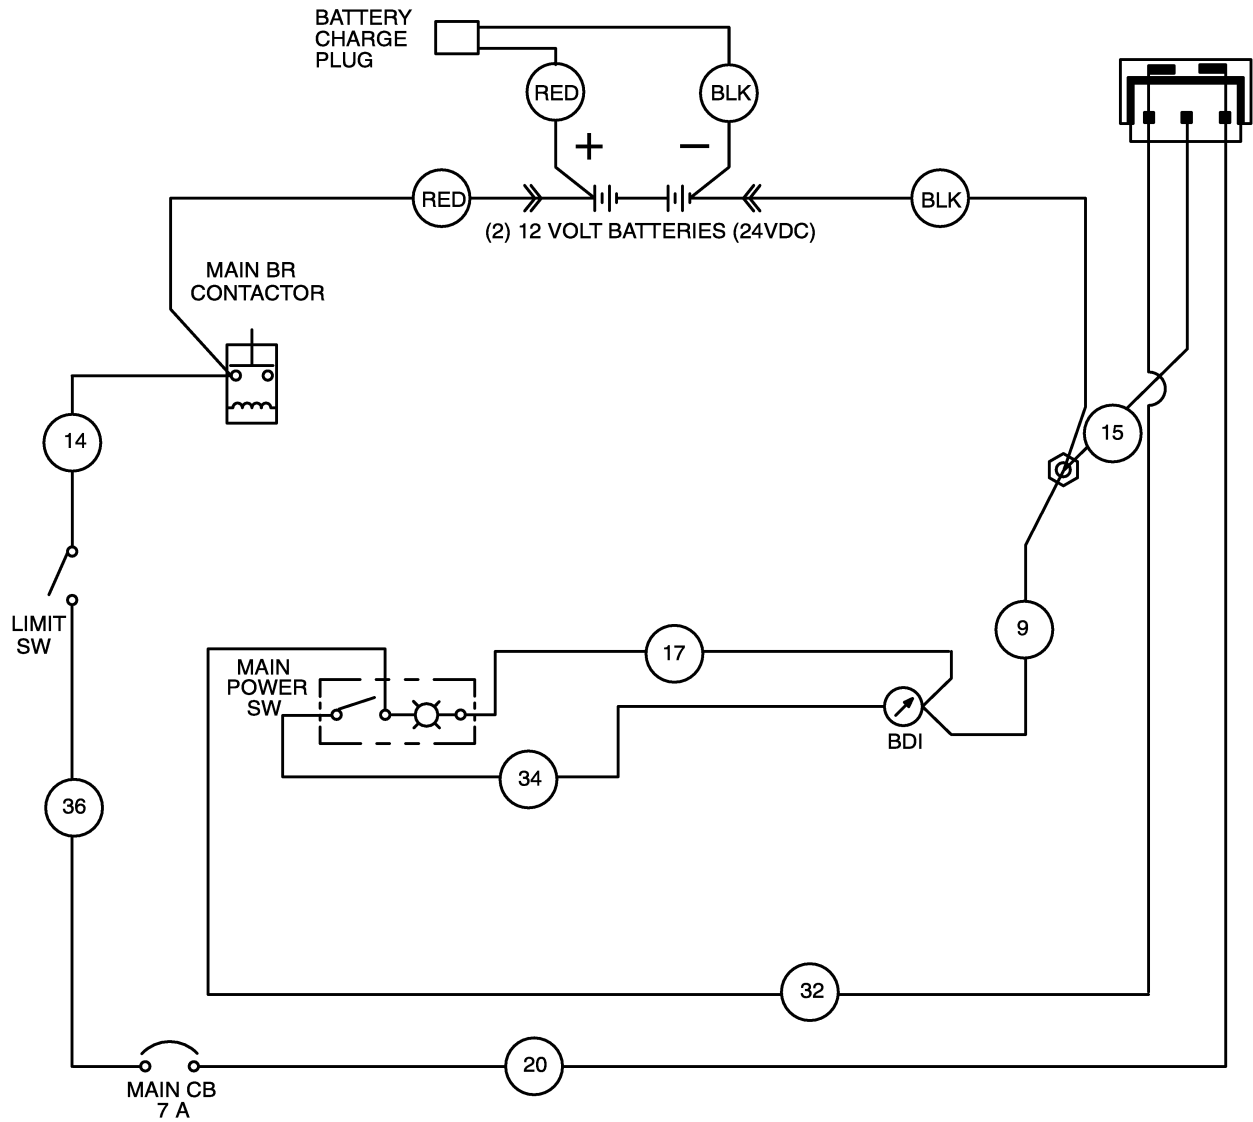 BATTERY
CHARGE
PLUG
RED
BLK
+
−
RED
BLK
(2) 12 VOLT BATTERIES (24VDC)
MAIN BR
CONTACTOR
14
15
LIMIT
SW
9
17
MAIN
POWER
SW
BDI
34
36
32
20
MAIN CB
7 A